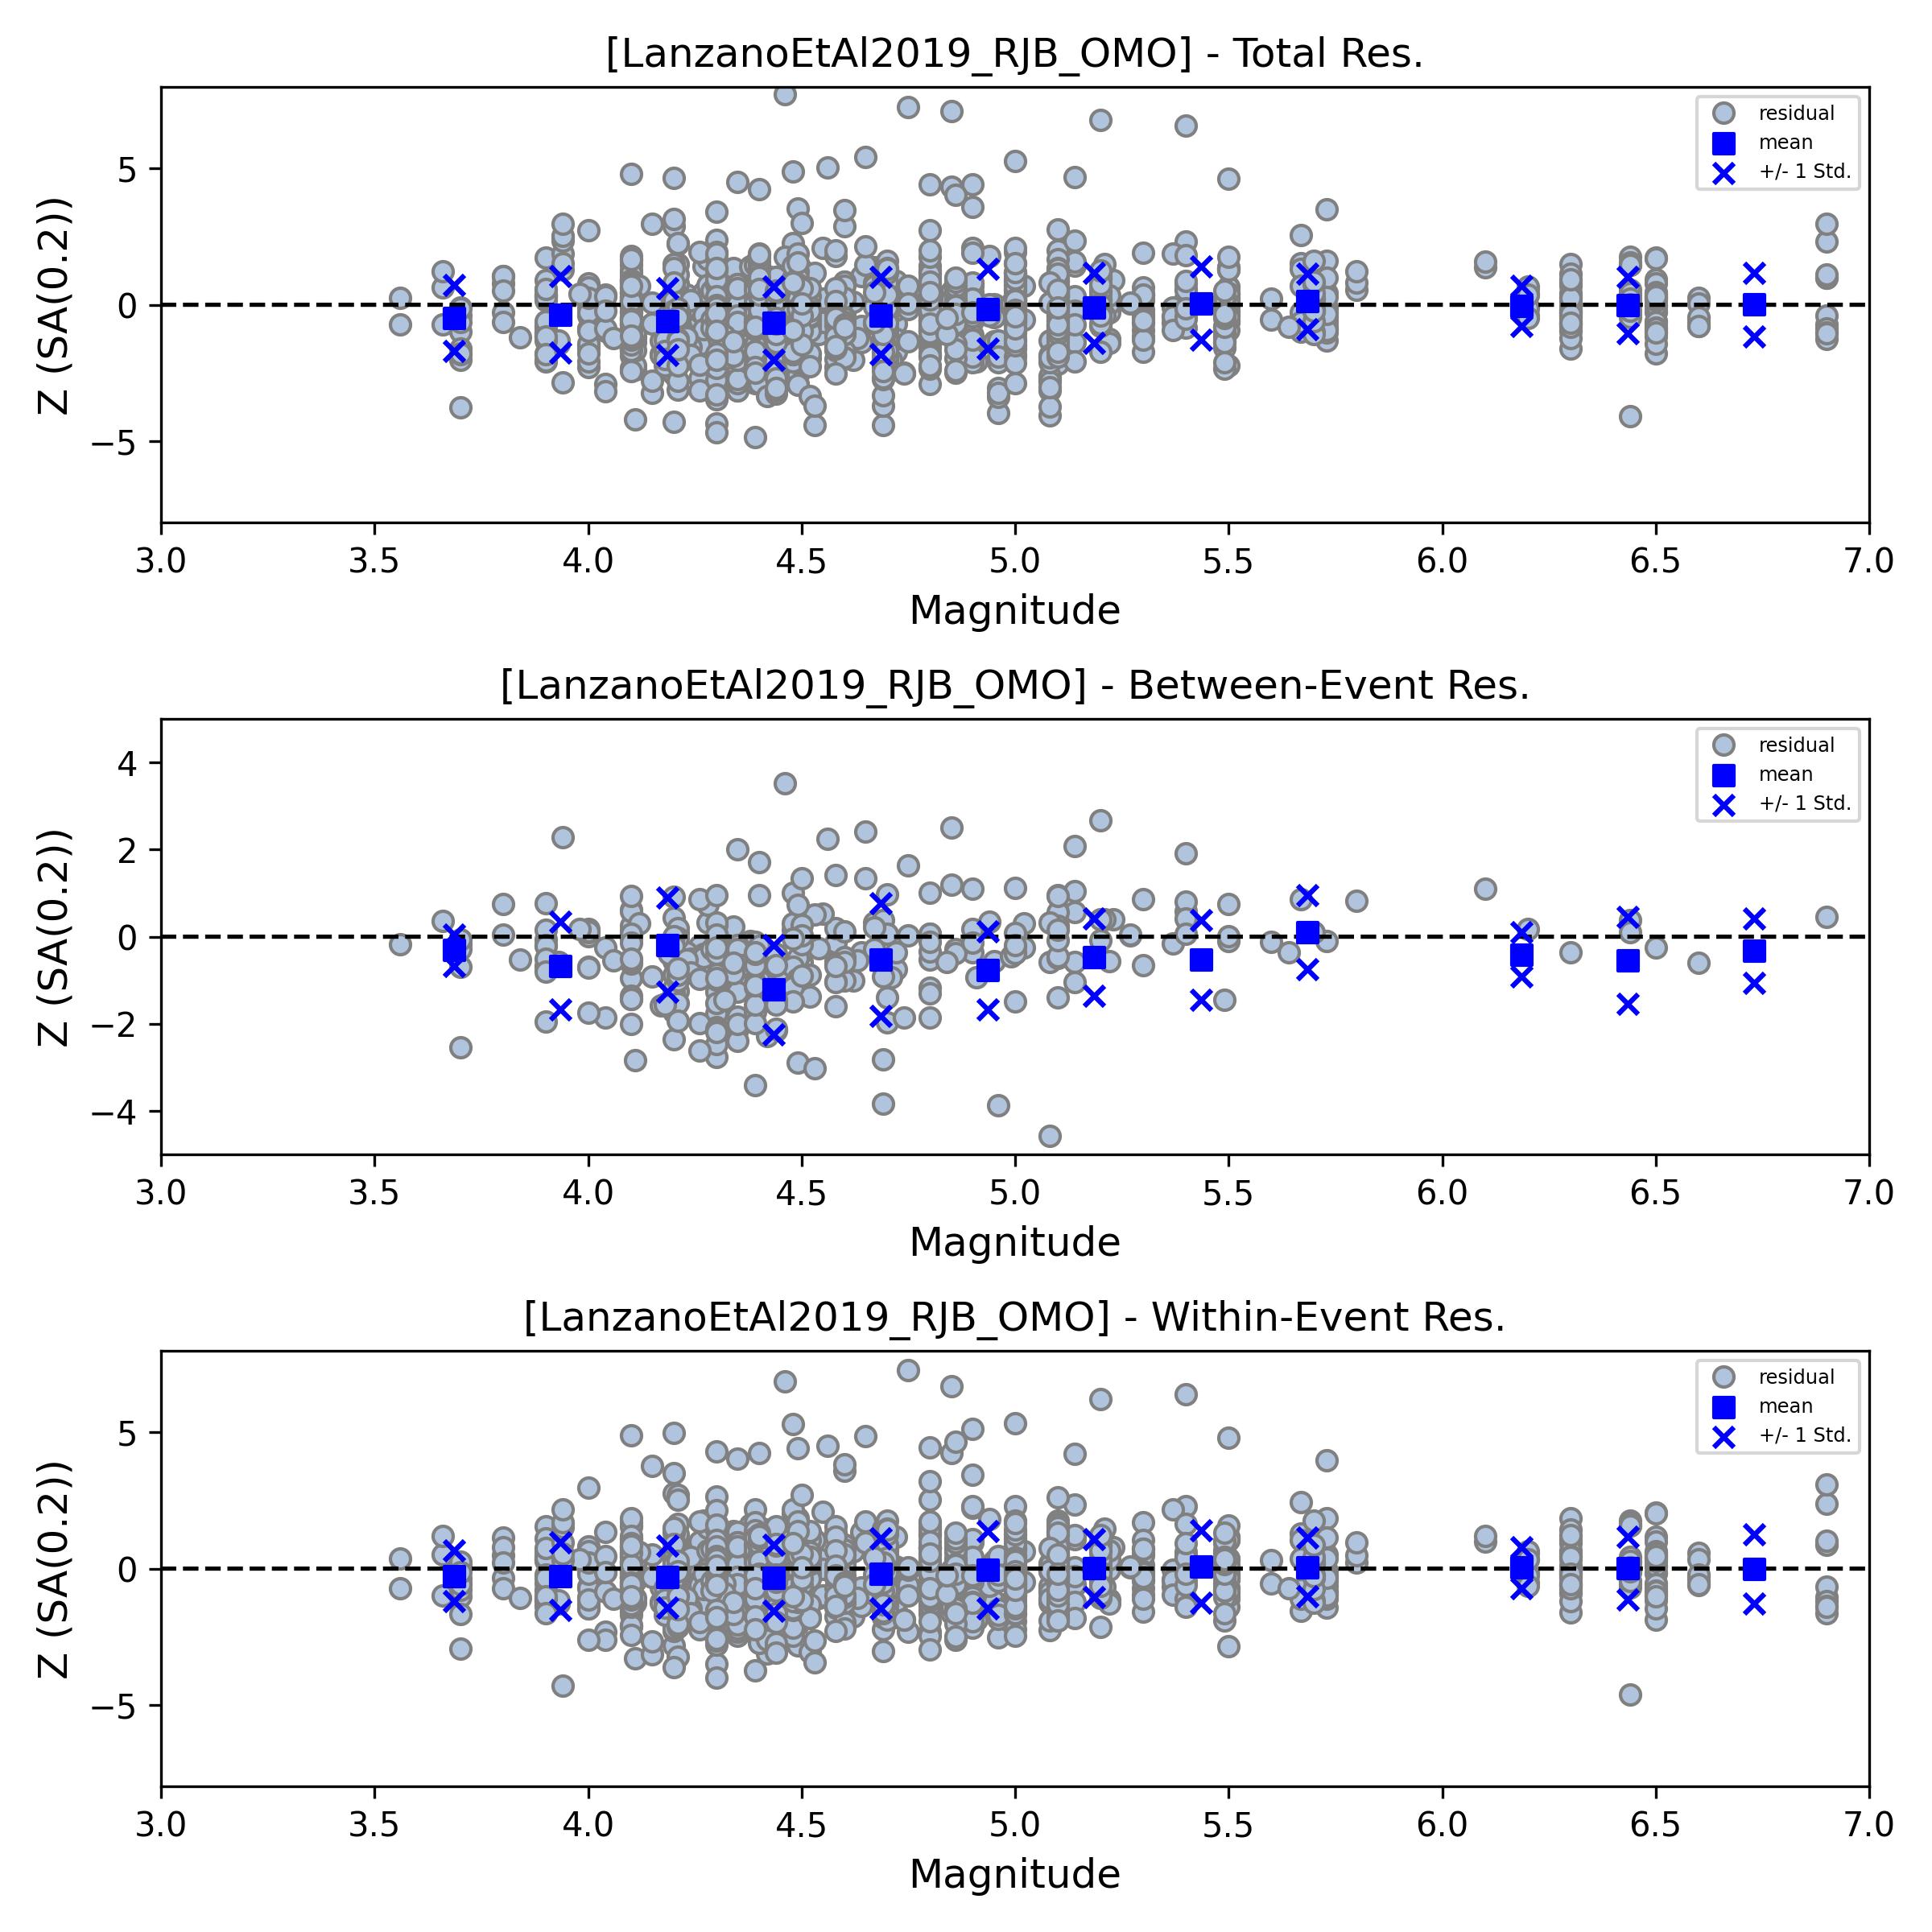 [LanzanoEtAl2019_RJB_OMO] - Total Res.
residual
mean
+/- 1 Std.
5
0
−5
Z (SA(0.2))
3.0 3.5 4.0 4.5 5.0 5.5 6.0 6.5 7.0
Magnitude
[LanzanoEtAl2019_RJB_OMO] - Between-Event Res.
residual
mean
+/- 1 Std.
4
2
0
−2
−4
Z (SA(0.2))
3.0 3.5 4.0 4.5 5.0 5.5 6.0 6.5 7.0
Magnitude
[LanzanoEtAl2019_RJB_OMO] - Within-Event Res.
residual
mean
+/- 1 Std.
5
0
−5
Z (SA(0.2))
3.0 3.5 4.0 4.5 5.0 5.5 6.0 6.5 7.0
Magnitude